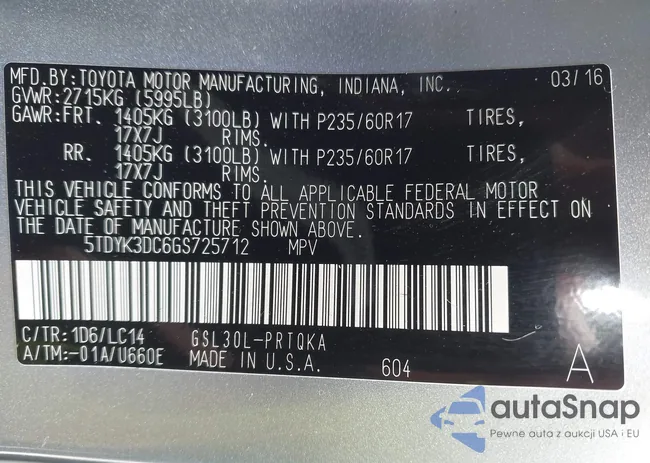 MFD.BY:TOYOTA MOTOR MANUFACTURING, INDIANA, INC. 03/16
GVWR:2715KG (5995LB)
GAWR:FRT. 1405KG (3100LB) WITH P235/60R17 TIRES,
17X7J RIMS.
RR. 1405KG (3100LB) WITH P235/60R17 TIRES,
17X7J RIMS.
THIS VEHICLE CONFORMS TO ALL APPLICABLE FEDERAL MOTOR
VEHICLE SAFETY AND THEFT PREVENTION STANDARDS IN EFFECT ON
THE DATE OF MANUFACTURE SHOWN ABOVE.
5TDYK3DC6GS725712 MPV
C/TR:1D6/LC14 GSL30L-PRTQKA
A/TM:-01A/U660E MADE IN U.S.A. 604 A
autaSnap
Pewne auta z aukcji USA i EU